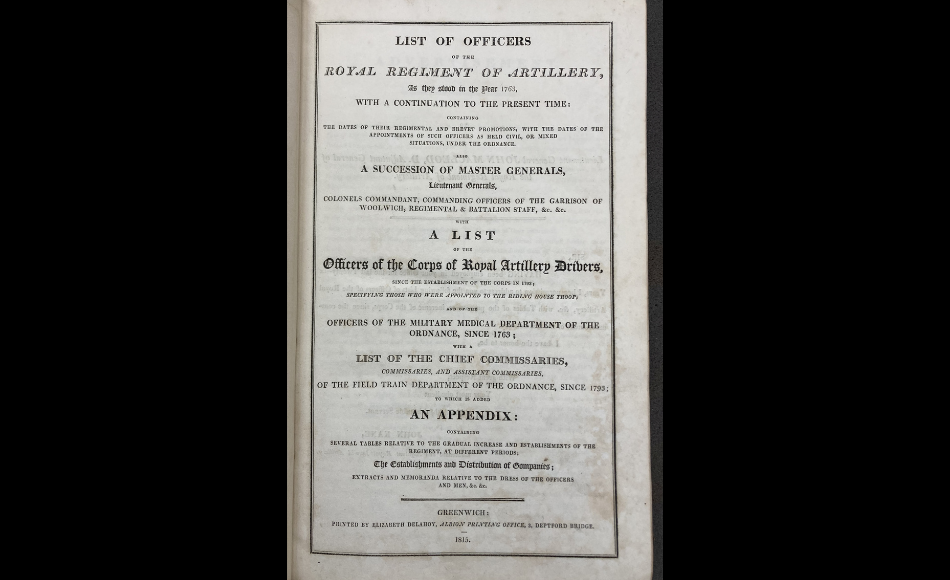 LIST OF OFFICERS
OF THE
ROYAL REGIMENT OF ARTILLERY,
As they stood in the Year 1763,
WITH A CONTINUATION TO THE PRESENT TIME:
CONTAINING
THE DATES OF THEIR REGIMENTAL AND BREVET PROMOTIONS, WITH THE DATES OF THE
APPOINTMENTS OF SUCH OFFICERS AS HELD CIVIL, OR MIXED
SITUATIONS, UNDER THE ORDNANCE.
ALSO
A SUCCESSION OF MASTER GENERALS,
Lieutenant Generals,
COLONELS COMMANDANT, COMMANDING OFFICERS OF THE GARRISON OF
WOOLWICH, REGIMENTAL & BATTALION STAFF, &c. &c.
WITH
A LIST
OF THE
Officers of the Corps of Royal Artillery Drivers,
SINCE THE ESTABLISHMENT OF THE CORPS IN
SPECIFYING THOSE WHO WERE APPOINTED TO THE RIDING HOUSE TROOP;
AND OF THE
OFFICERS OF THE MILITARY MEDICAL DEPARTMENT OF THE
ORDNANCE, SINCE 1763;
WITH A
LIST OF THE CHIEF COMMISSARIES,
COMMISSARIES, AND ASSISTANT COMMISSARIES,
OF THE FIELD TRAIN DEPARTMENT OF THE ORDNANCE, SINCE 1793;
TO WHICH IS ADDED
AN APPENDIX:
CONTAINING
SEVERAL TABLES RELATIVE TO THE GRADUAL INCREASE AND ESTABLISHMENTS OF THE
REGIMENT, AT DIFFERENT PERIODS;
The Establishments and Distribution of Companies;
EXTRACTS AND MEMORANDA RELATIVE TO THE DRESS OF THE OFFICERS
AND MEN, &c. &c.
GREENWICH:
PRINTED BY ELIZABETH DELAHOY, ALBION PRINTING OFFICE, DEPTFORD BRIDGE.
1815.